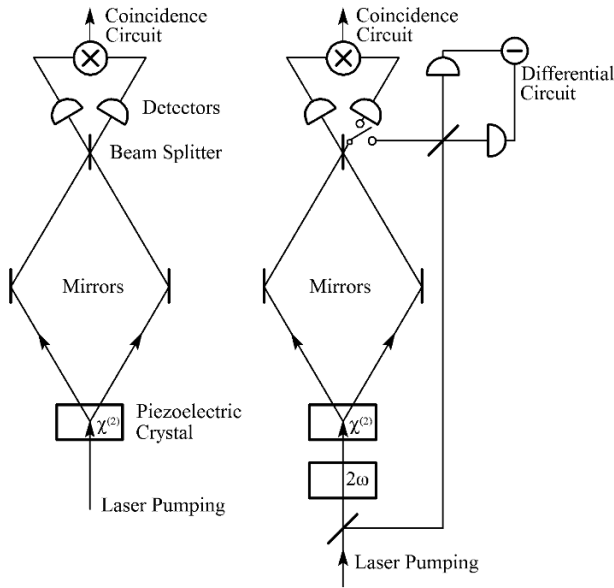 Coincidence
Circuit
Detectors
Beam Splitter
Mirrors
χ(2)
Piezoelectric
Crystal
Laser Pumping
Coincidence
Circuit
Differential
Circuit
Mirrors
χ(2)
2ω
Laser Pumping